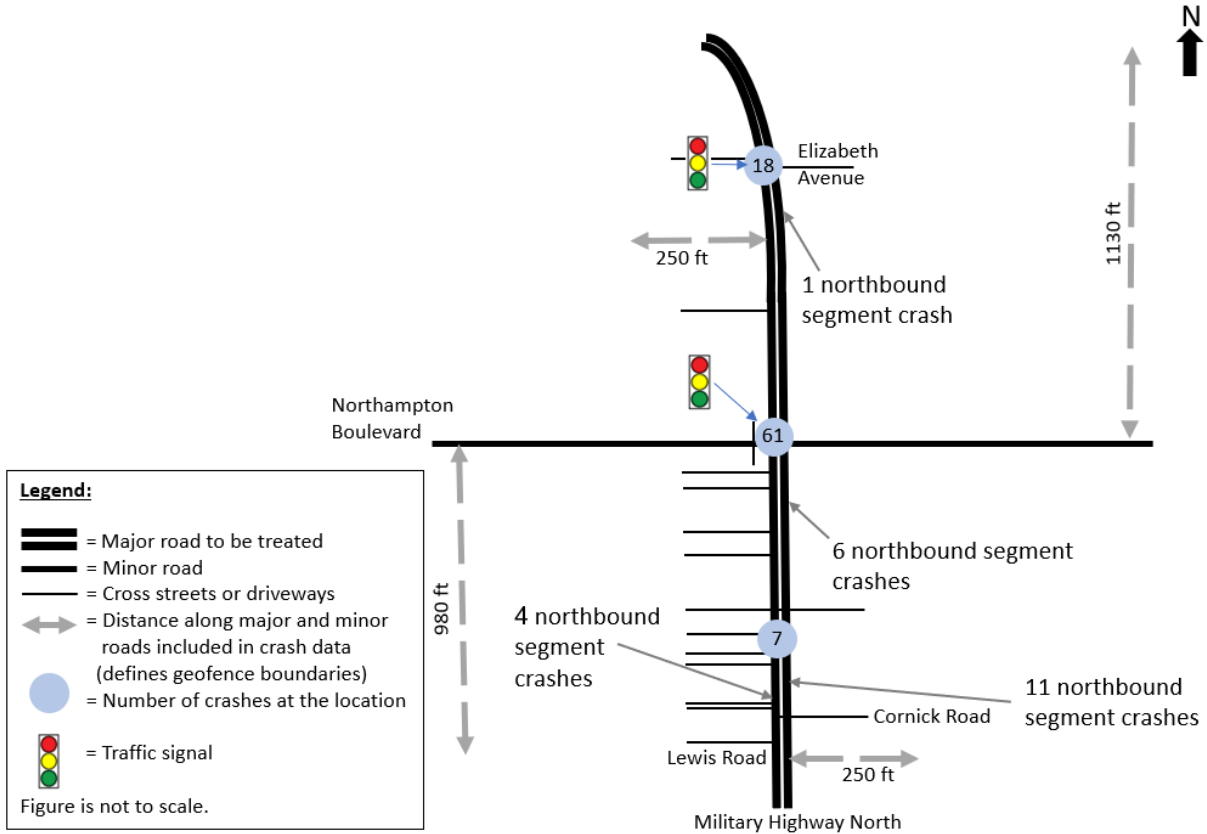 N
Elizabeth
Avenue
18
250 ft
1130 ft
1 northbound
segment crash
Northampton
Boulevard
61
Legend:
= Major road to be treated
= Minor road
= Cross streets or driveways
= Distance along major and minor
roads included in crash data
(defines geofence boundaries)
= Number of crashes at the location
= Traffic signal
Figure is not to scale.
980 ft
6 northbound segment
crashes
4 northbound
segment
crashes
7
11 northbound
segment crashes
Cornick Road
Lewis Road
250 ft
Military Highway North